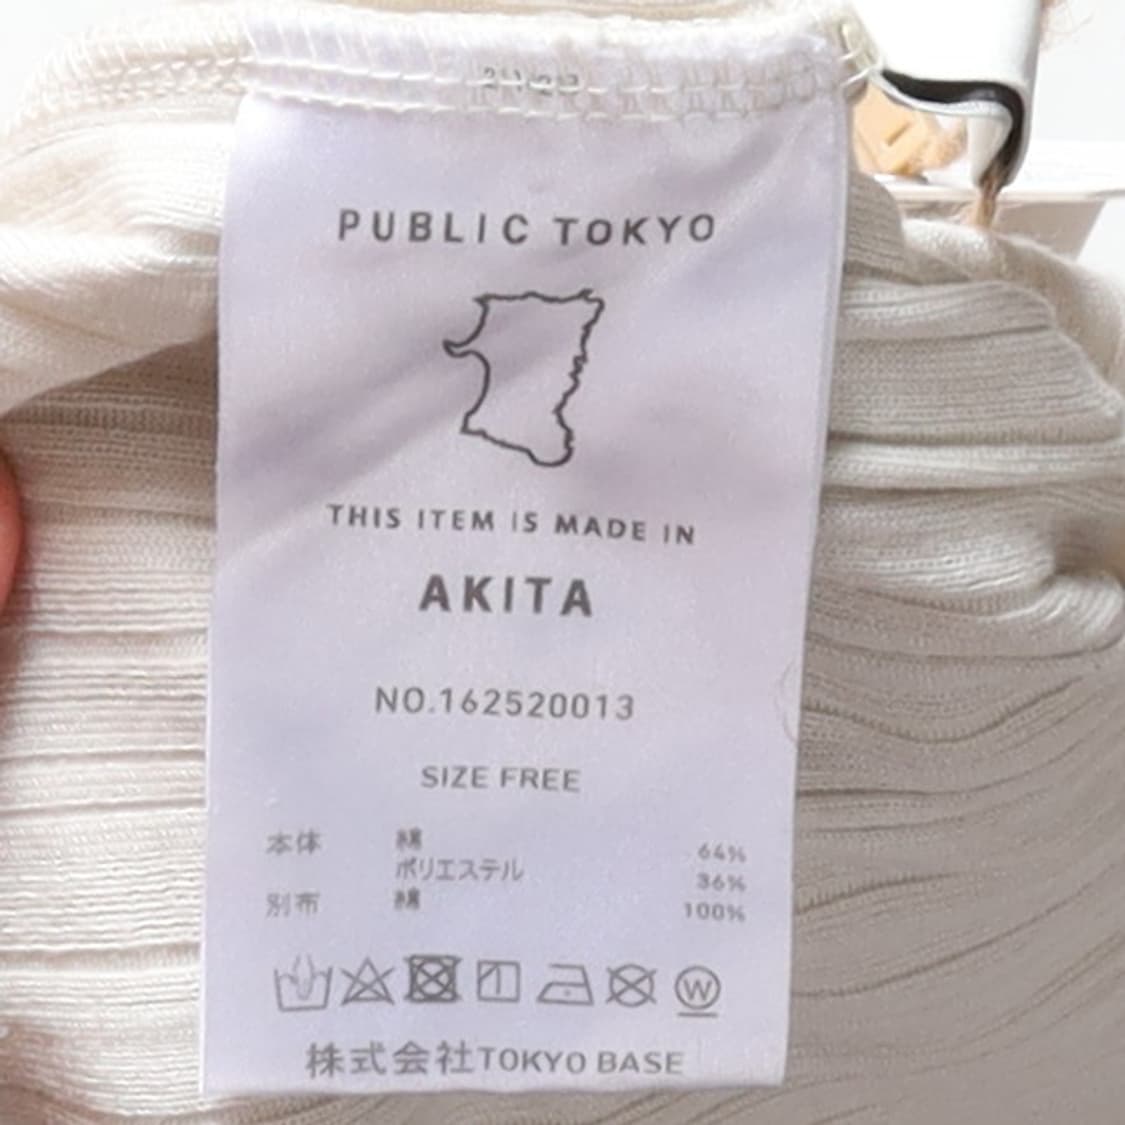 PUBLIC TOKYO
THIS ITEM IS MADE IN
AKITA
NO.162520013
SIZE FREE
本体 綿 64%
ポリエステル 36%
別布 綿 100%
W
株式会社TOKYO BASE